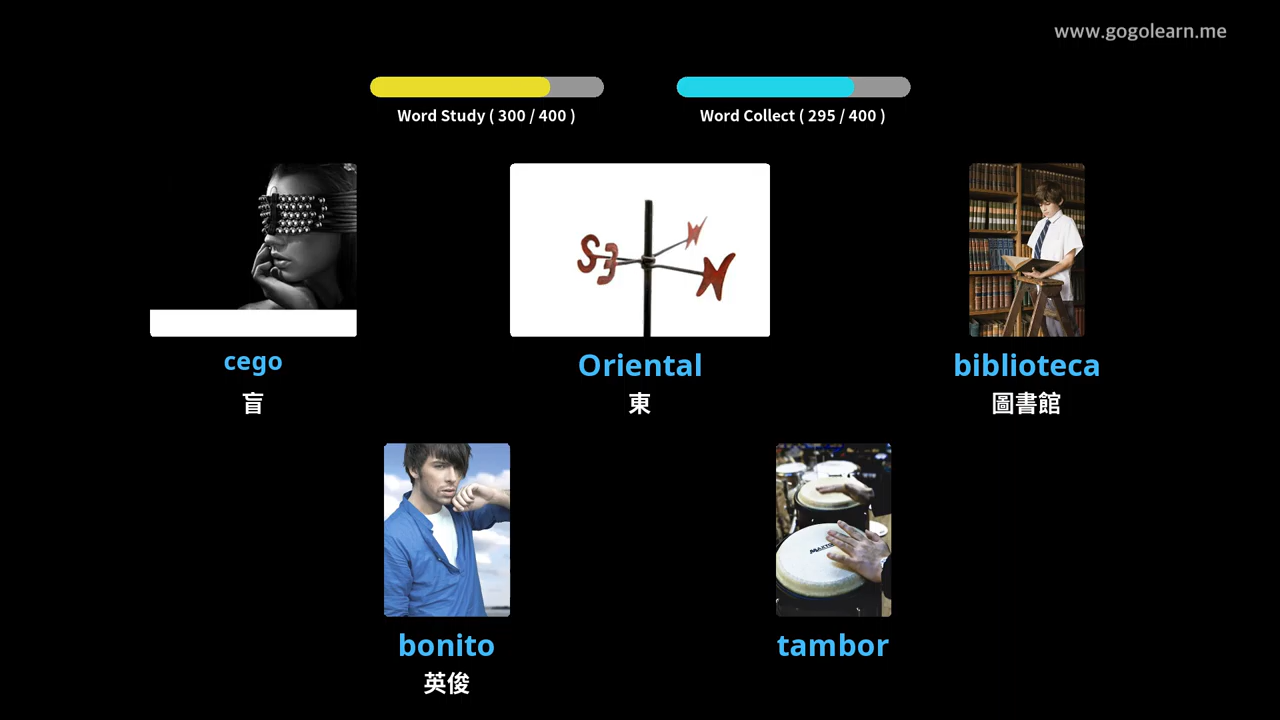 www.gogolearn.me
Word Study ( 300 / 400 )
Word Collect ( 295 / 400 )
S
E
W
N
cego
Oriental
biblioteca
盲
東
圖書館
bonito
tambor
英俊